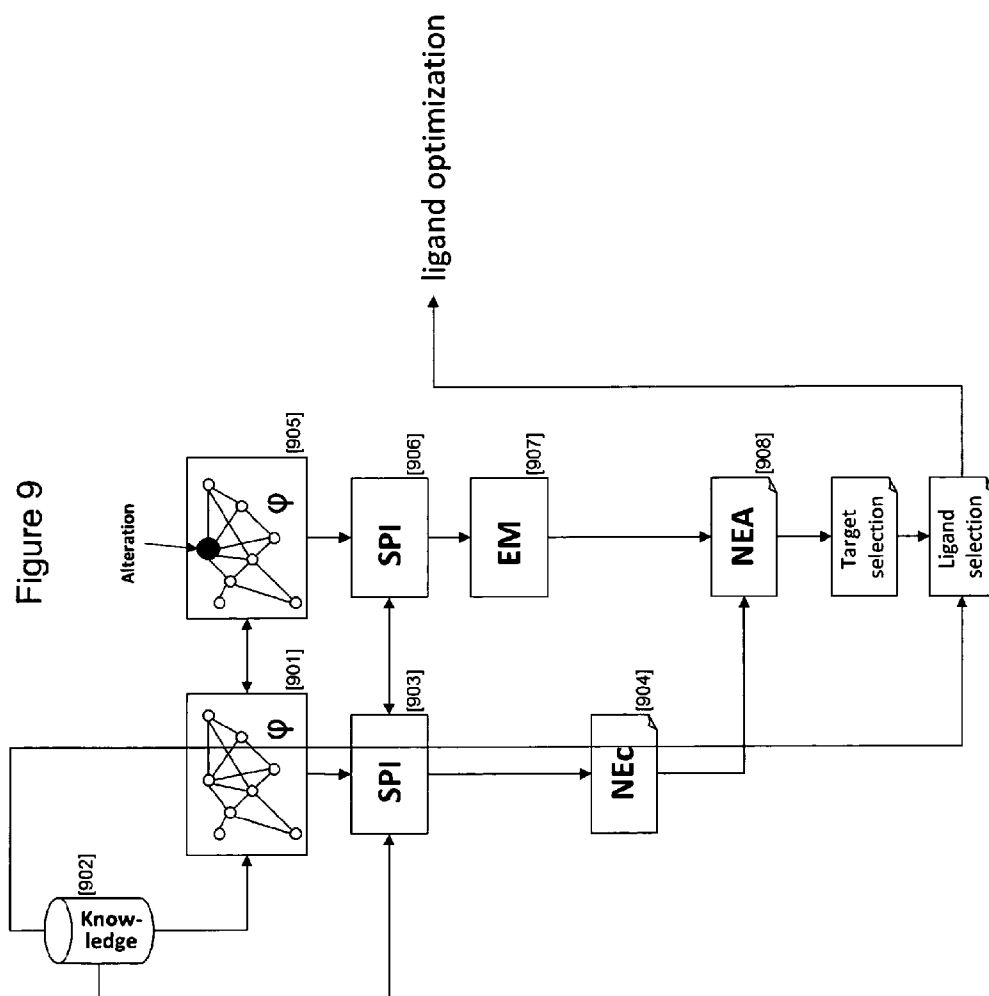 Figure 9
Alteration
[902]
Know-
ledge
φ
[901]
φ
[905]
SPI
[903]
SPI
[906]
EM
[907]
NEc
[904]
NEA
[908]
Target
selection
Ligand
selection
ligand optimization